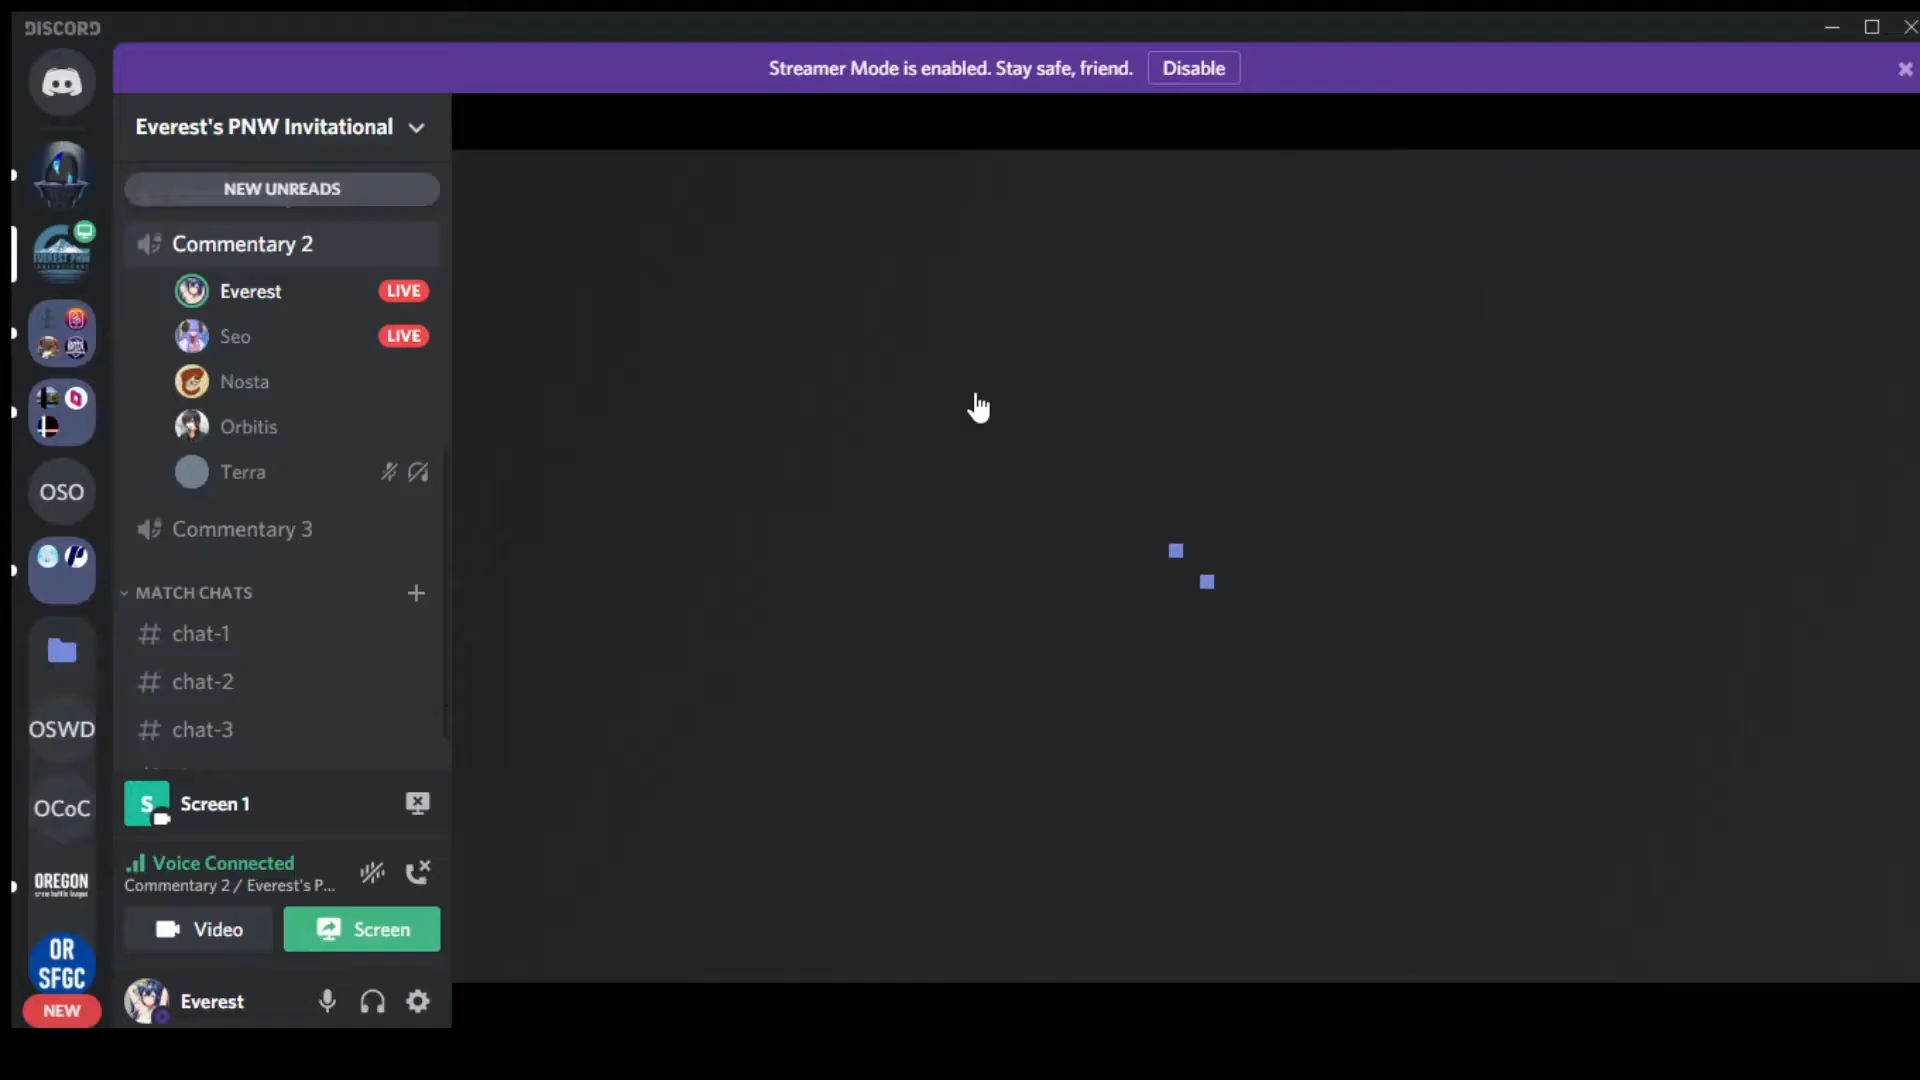 DISCORD
Streamer Mode is enabled. Stay safe, friend.
Disable
Everest's PNW Invitational
NEW UNREADS
Commentary 2
Everest
LIVE
Seo
LIVE
Nosta
Orbitis
Terra
Commentary 3
MATCH CHATS
chat-1
chat-2
chat-3
S
Screen 1
Voice Connected
Commentary 2 / Everest's P...
Video
Screen
Everest
EVEREST PNW
OSO
OSWD
OCoC
OREGON
OR
SFGC
NEW